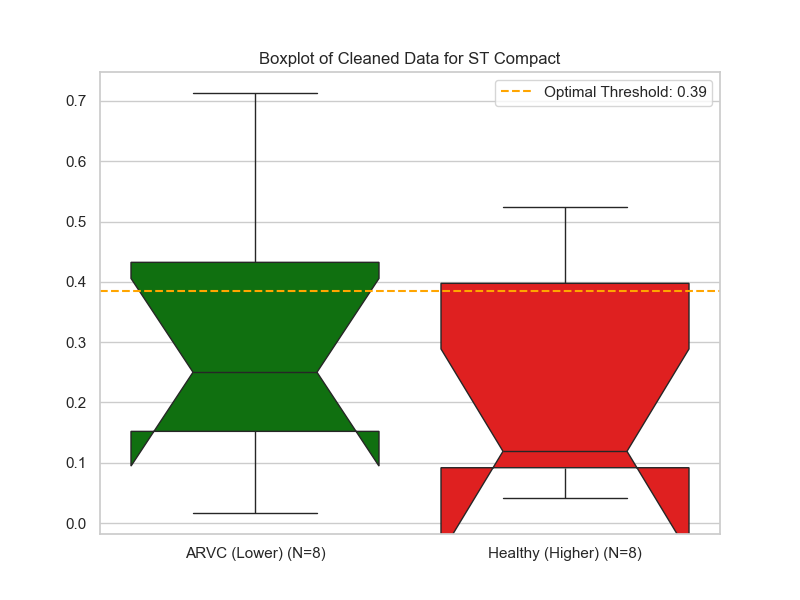 Boxplot of Cleaned Data for ST Compact
Optimal Threshold: 0.39
0.7
0.6
0.5
0.4
0.3
0.2
0.1
0.0
ARVC (Lower) (N=8)
Healthy (Higher) (N=8)